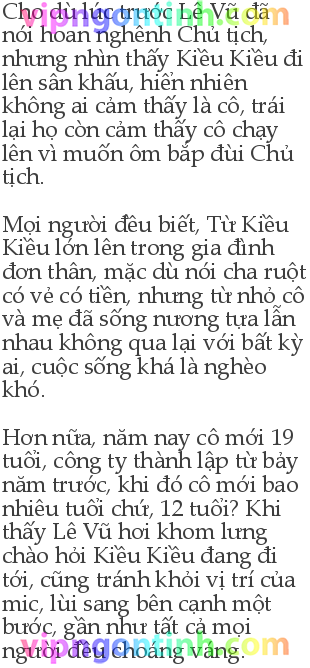 Cho dù lúc trước Lê Vũ đã
nói hoan nghênh Chủ tịch,
nhưng nhìn thấy Kiều Kiều đi
lên sân khấu, hiển nhiên
không ai cảm thấy là cô, trái
lại họ còn cảm thấy cô chạy
lên vì muốn ôm bắp đùi Chủ
tịch.
Mọi người đều biết, Từ Kiều
Kiều lớn lên trong gia đình
đơn thân, mặc dù nói cha ruột
có vẻ có tiền, nhưng từ nhỏ cô
và mẹ đã sống nương tựa lẫn
nhau không qua lại với bất kỳ
ai, cuộc sống khá là nghèo
khó.
Hơn nữa, năm nay cô mới 19
tuổi, công ty thành lập từ bảy
năm trước, khi đó cô mới bao
nhiêu tuổi chứ, 12 tuổi? Khi
thấy Lê Vũ hơi khom lưng
chào hỏi Kiều Kiều đang đi
tới, cũng tránh khỏi vị trí của
mic, lùi sang bên cạnh một
bước, gần như tất cả mọi
người đều choáng váng.
vipngontinh.com
vipngontinh.com